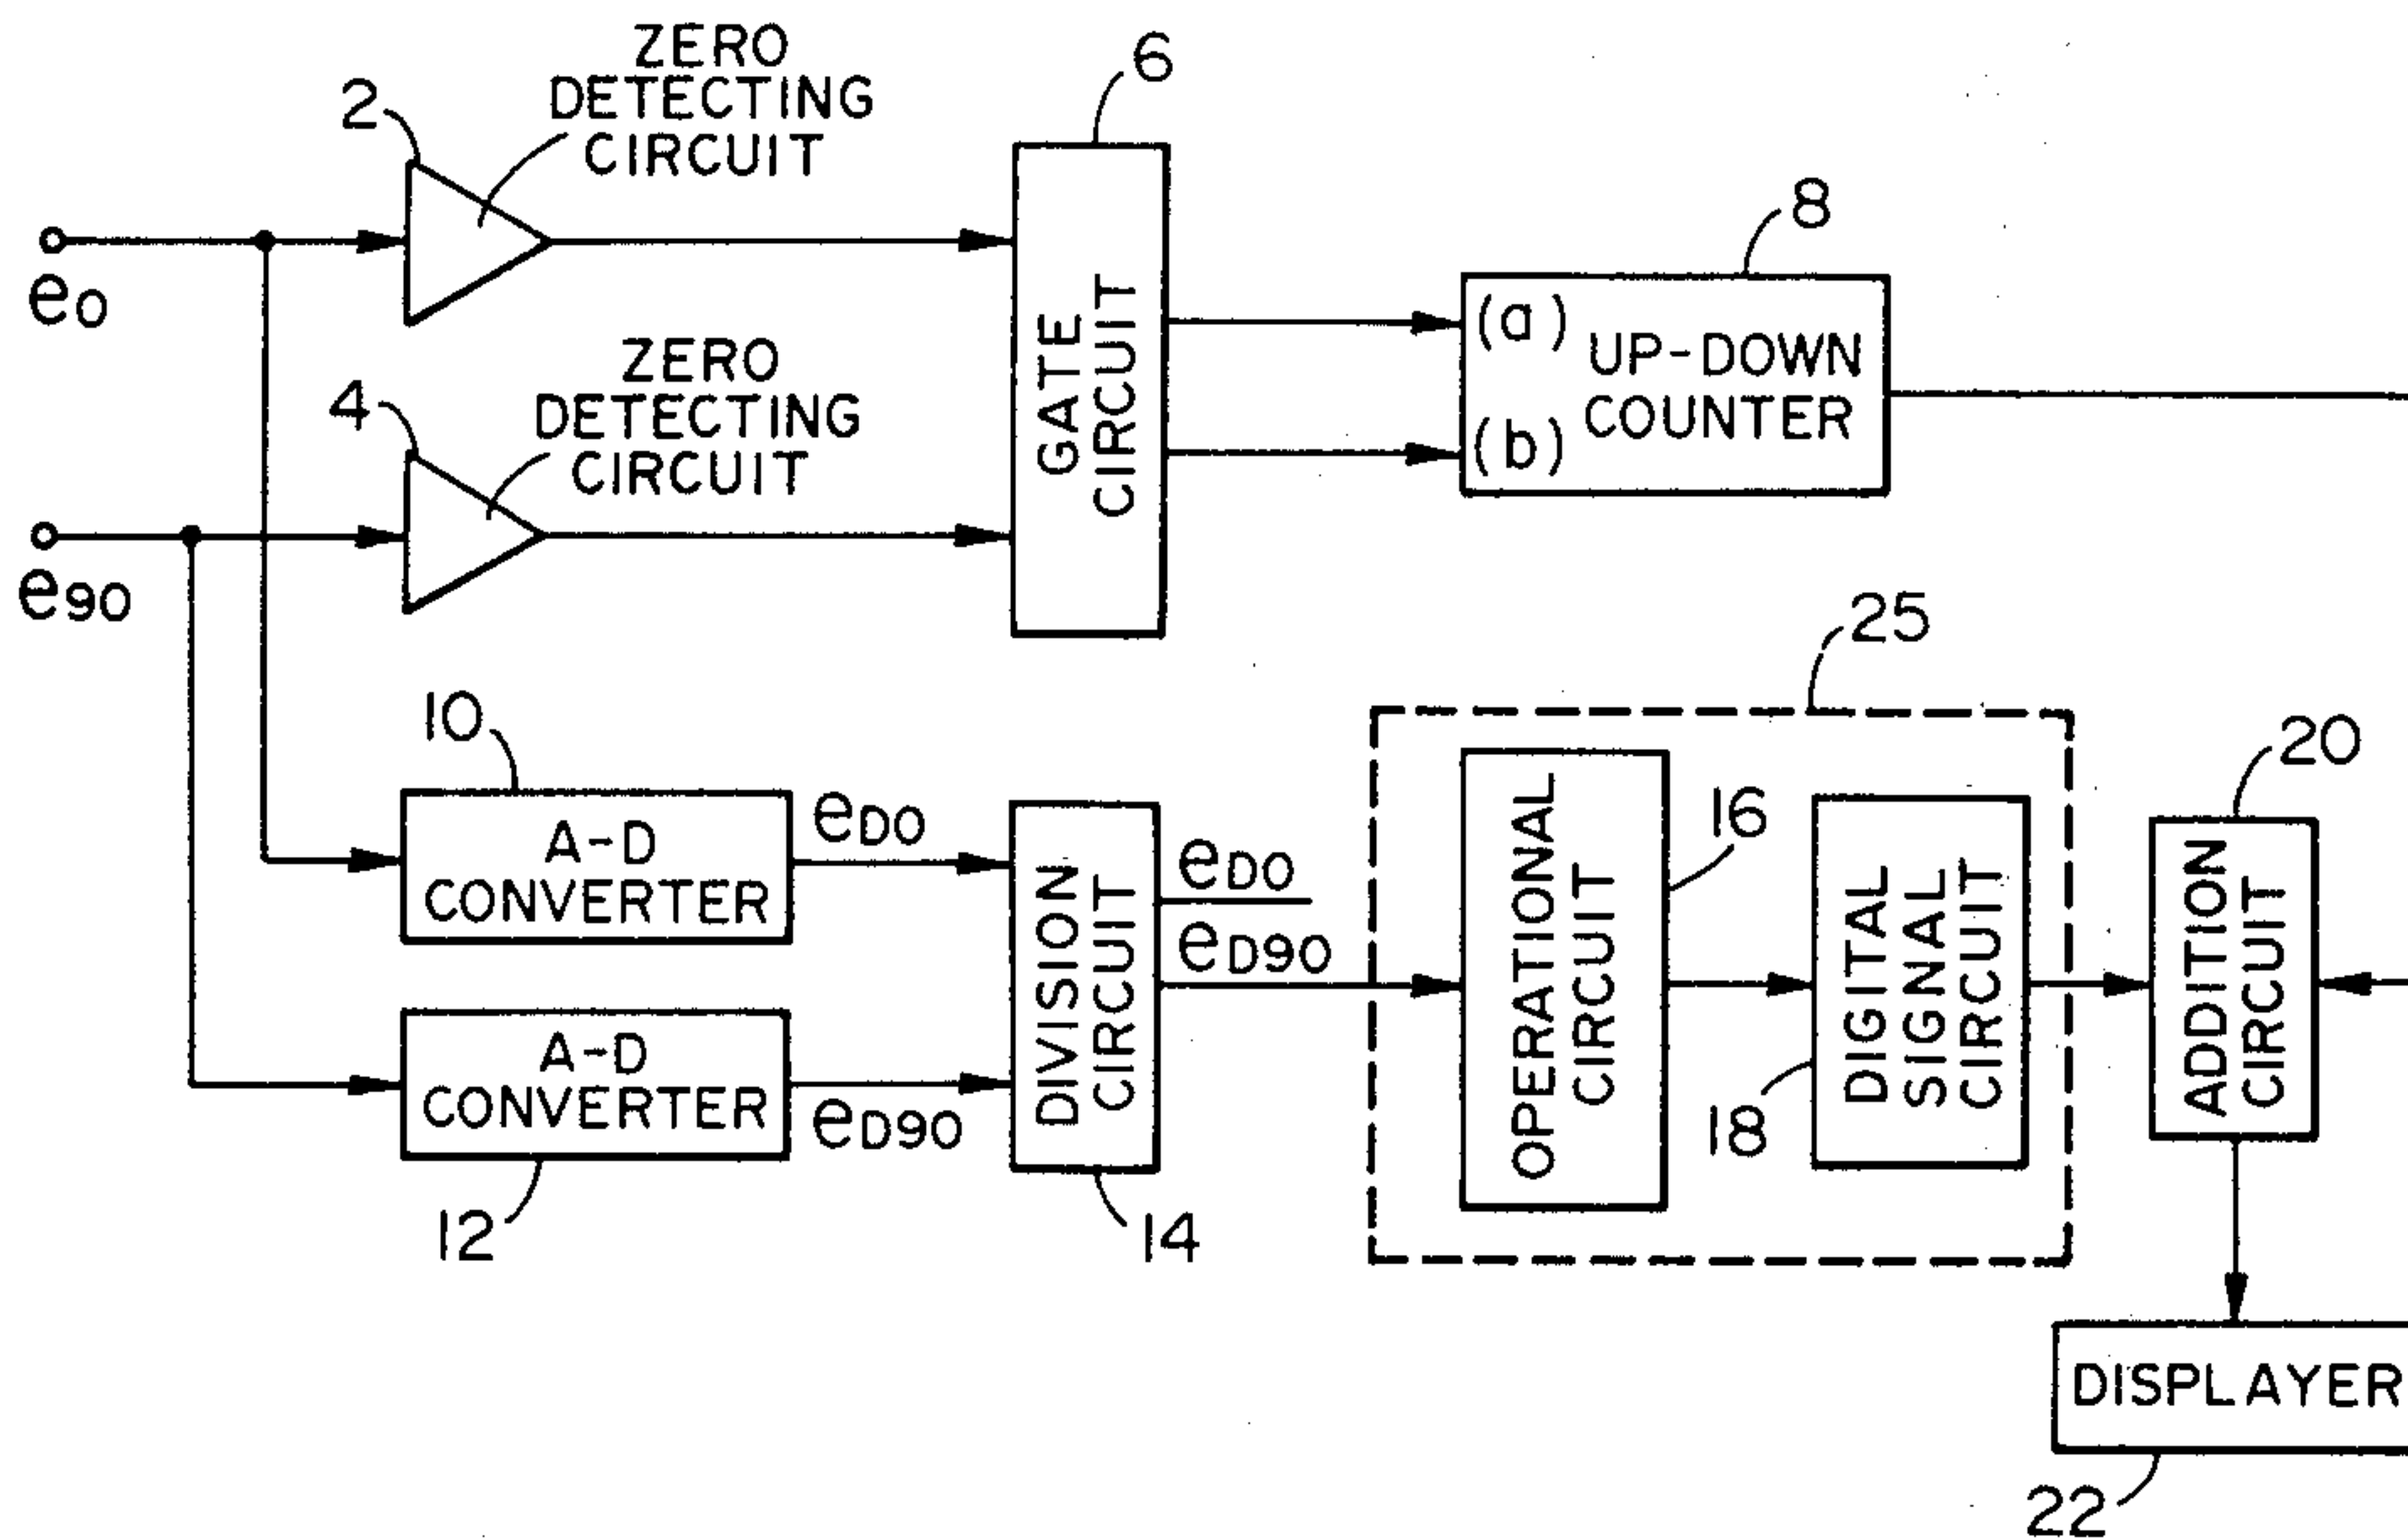 ZERO
DETECTING
CIRCUIT
2
6
e0
ZERO
DETECTING
CIRCUIT
4
e90
GATE
CIRCUIT
8
(a)
(b)
UP-DOWN
COUNTER
10
A-D
CONVERTER
eD0
A-D
CONVERTER
eD90
12
DIVISION
CIRCUIT
14
eD0
eD90
25
OPERATIONAL
CIRCUIT
16
DIGITAL
SIGNAL
CIRCUIT
18
20
ADDITION
CIRCUIT
DISPLAYER
22